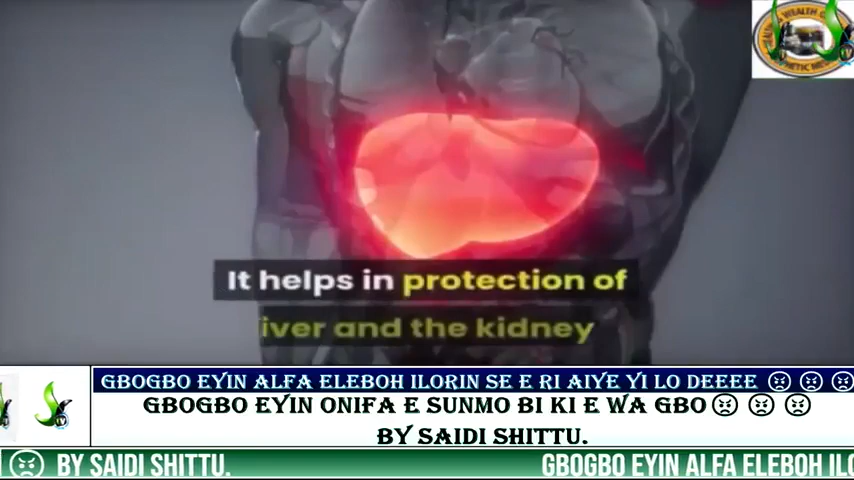 WEALTH
It helps in protection of
iver and the kidney
GBOGBO EYIN ALFA ELEBOH ILORIN SE E RI AIYE YI LO DEEEE 😡 😡 😡
GBOGBO EYIN ONIFA E SUNMO BI KI E WA GBO😡 😡 😡
BY SAIDI SHITTU.
😡 BY SAIDI SHITTU.
GBOGBO EYIN ALFA ELEBOH ILO